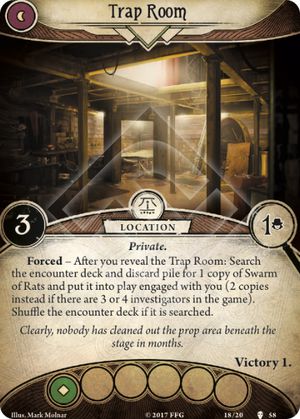 Trap Room
3
1
LOCATION
Private.
Forced – After you reveal the Trap Room: Search
the encounter deck and discard pile for 1 copy of Swarm
of Rats and put it into play engaged with you (2 copies
instead if there are 3 or 4 investigators in the game).
Shuffle the encounter deck if it is searched.
Clearly, nobody has cleaned out the prop area beneath the
stage in months.
Victory 1.
Illus. Mark Molnar
© 2017 FFG
18/20
58